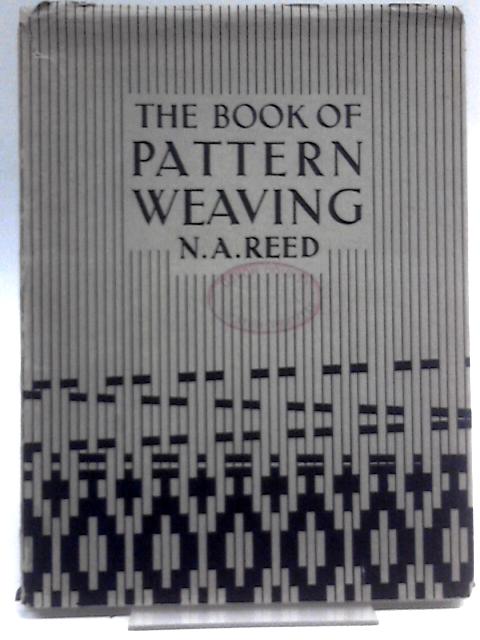 THE BOOK OF
PATTERN
WEAVING
N.A.REED